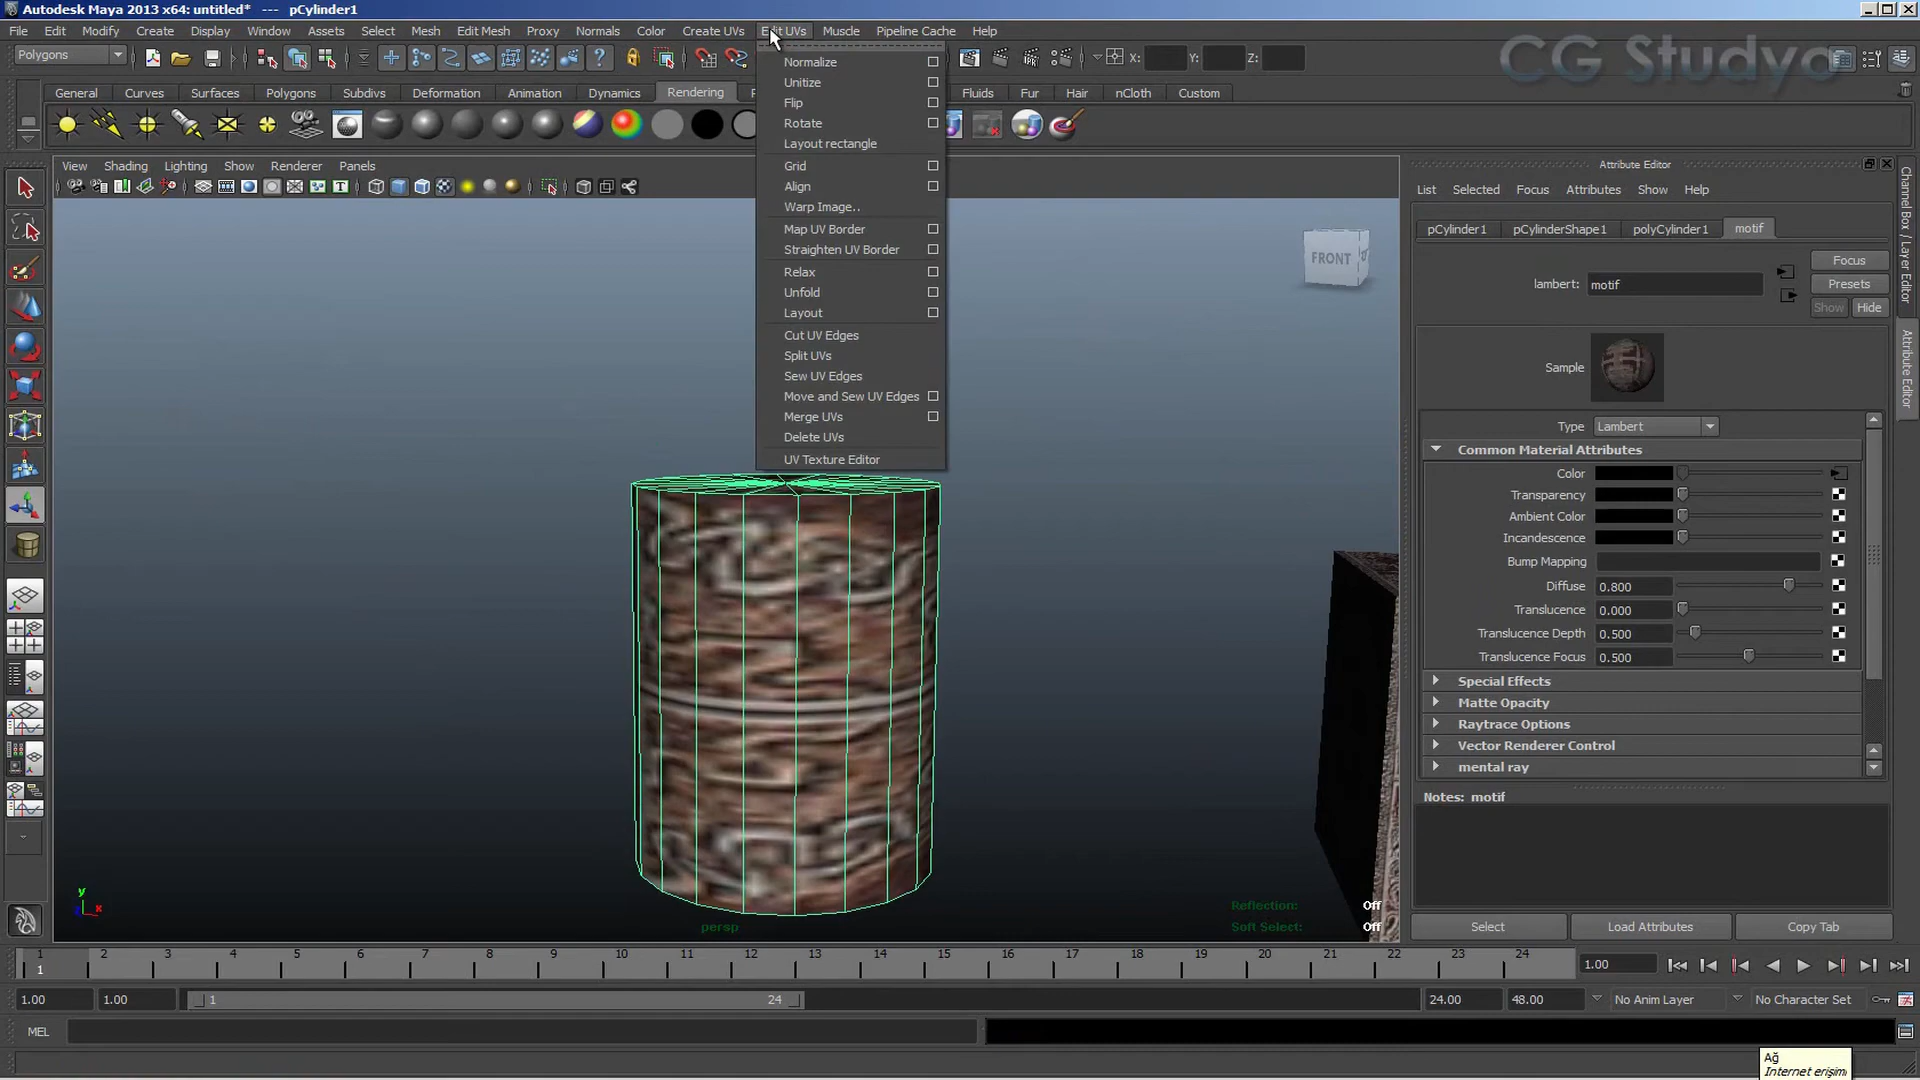 Autodesk Maya 2013 x64: untitled* --- pCylinder1
File Edit Modify Create Display Window Assets Select Mesh Edit Mesh Proxy Normals Color Create UVs Edit UVs Muscle Pipeline Cache Help
Polygons X: Y: Z: CG Studyo
General Curves Surfaces Polygons Subdivs Deformation Animation Dynamics Rendering Fluids Fur Hair nCloth Custom
Normalize
Unitize
Flip
Rotate
Layout rectangle
Grid
Align
Warp Image..
Map UV Border
Straighten UV Border
Relax
Unfold
Layout
Cut UV Edges
Split UVs
Sew UV Edges
Move and Sew UV Edges
Merge UVs
Delete UVs
UV Texture Editor
View Shading Lighting Show Renderer Panels
FRONT
y
x
persp
Reflection: Off
Soft Select: Off
Attribute Editor
List Selected Focus Attributes Show Help
pCylinder1 pCylinderShape1 polyCylinder1 motif
Focus
lambert: motif Presets
Show Hide
Sample
Type Lambert
Common Material Attributes
Color
Transparency
Ambient Color
Incandescence
Bump Mapping
Diffuse 0.800
Translucence 0.000
Translucence Depth 0.500
Translucence Focus 0.500
Special Effects
Matte Opacity
Raytrace Options
Vector Renderer Control
mental ray
Notes: motif
Select Load Attributes Copy Tab
Channel Box / Layer Editor
Attribute Editor
1 2 3 4 5 6 7 8 9 10 11 12 13 14 15 16 17 18 19 20 21 22 23 24
1 1.00
1.00 1.00 1 24 24.00 48.00 No Anim Layer No Character Set
MEL
Ağ
Internet erişimi